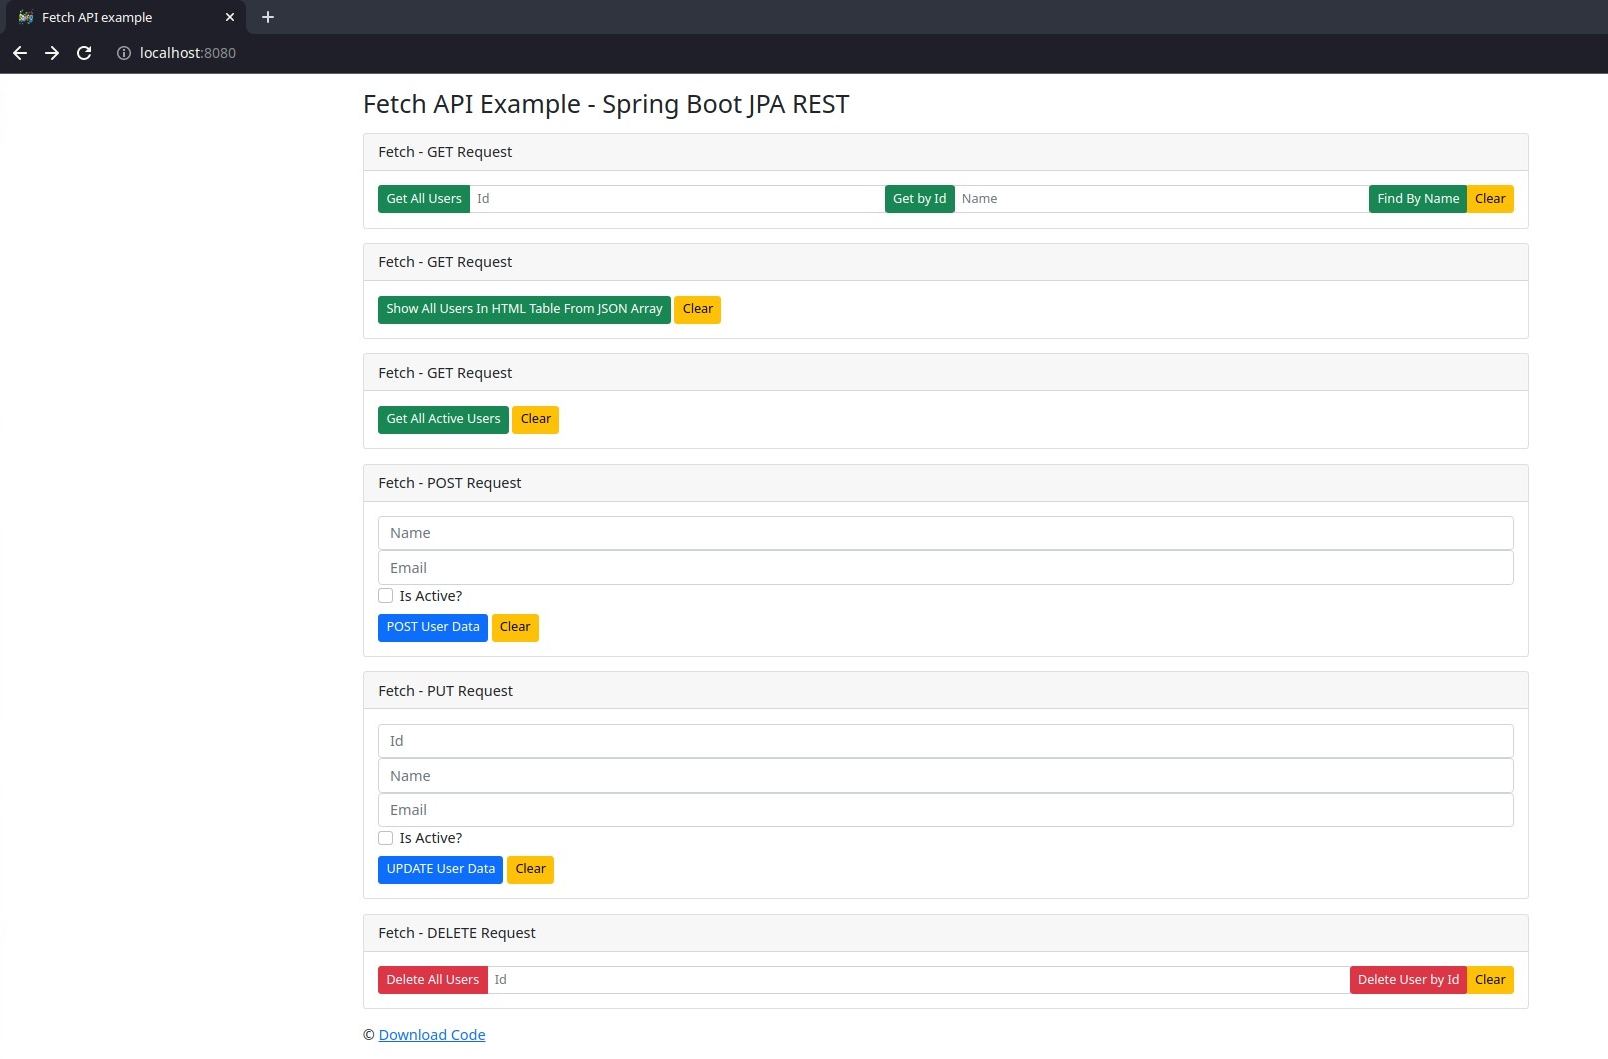 Fetch API example
localhost:8080
Fetch API Example - Spring Boot JPA REST
Fetch - GET Request
Get All Users Id Get by Id Name Find By Name Clear
Fetch - GET Request
Show All Users In HTML Table From JSON Array Clear
Fetch - GET Request
Get All Active Users Clear
Fetch - POST Request
Name
Email
Is Active?
POST User Data Clear
Fetch - PUT Request
Id
Name
Email
Is Active?
UPDATE User Data Clear
Fetch - DELETE Request
Delete All Users Id Delete User by Id Clear
© Download Code